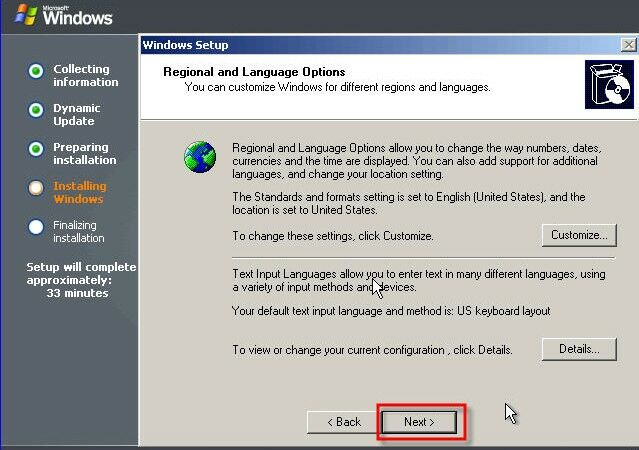 Microsoft
Windows
Collecting
information
Dynamic
Update
Preparing
installation
Installing
Windows
Finalizing
installation
Setup will complete
approximately:
33 minutes
Windows Setup
Regional and Language Options
You can customize Windows for different regions and languages.
Regional and Language Options allow you to change the way numbers, dates,
currencies and the time are displayed. You can also add support for additional
languages, and change your location setting.
The Standards and formats setting is set to English (United States), and the
location is set to United States.
To change these settings, click Customize.
Customize...
Text Input Languages allow you to enter text in many different languages, using
a variety of input methods and devices.
Your default text input language and method is: US keyboard layout
To view or change your current configuration , click Details.
Details...
< Back
Next >